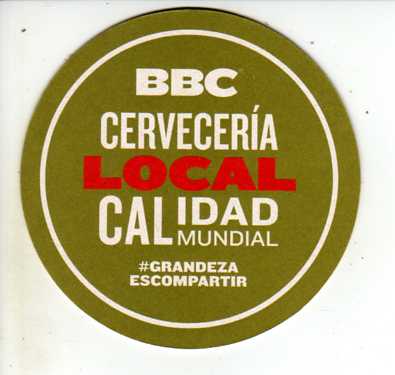 BBC
CERVECERÍA
LOCAL
CALIDAD
MUNDIAL
#GRANDEZA
ESCOMPARTIR